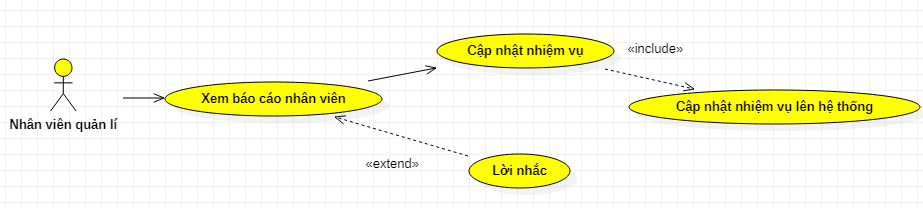 Cập nhật nhiệm vụ
«include»
Xem báo cáo nhân viên
Cập nhật nhiệm vụ lên hệ thống
Nhân viên quản lí
«extend»
Lời nhắc